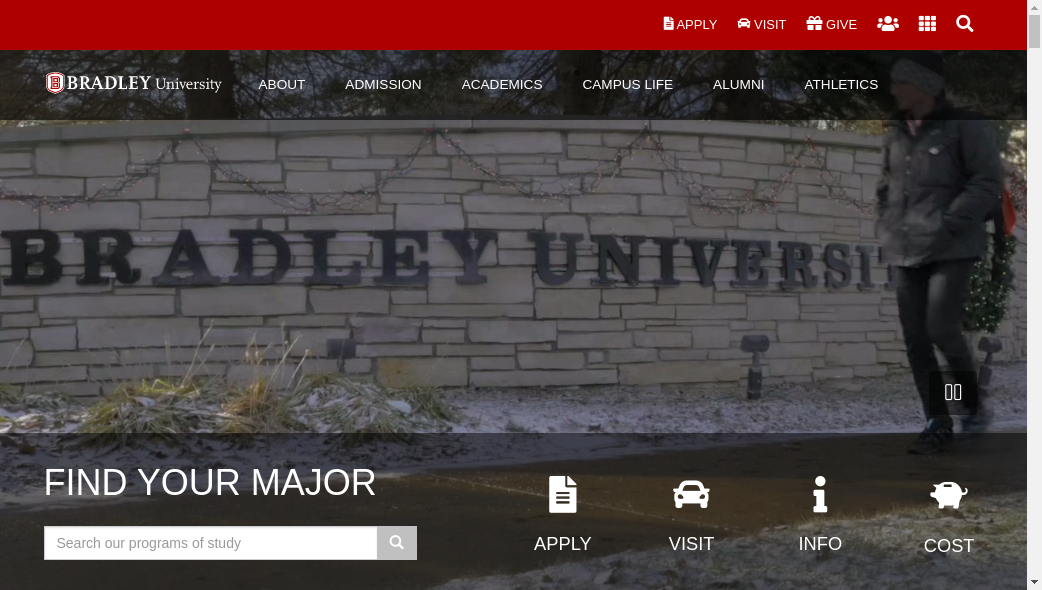 APPLY VISIT GIVE
BRADLEY University ABOUT ADMISSION ACADEMICS CAMPUS LIFE ALUMNI ATHLETICS
BRADLEY UNIVERSI
FIND YOUR MAJOR
Search our programs of study
APPLY VISIT INFO COST